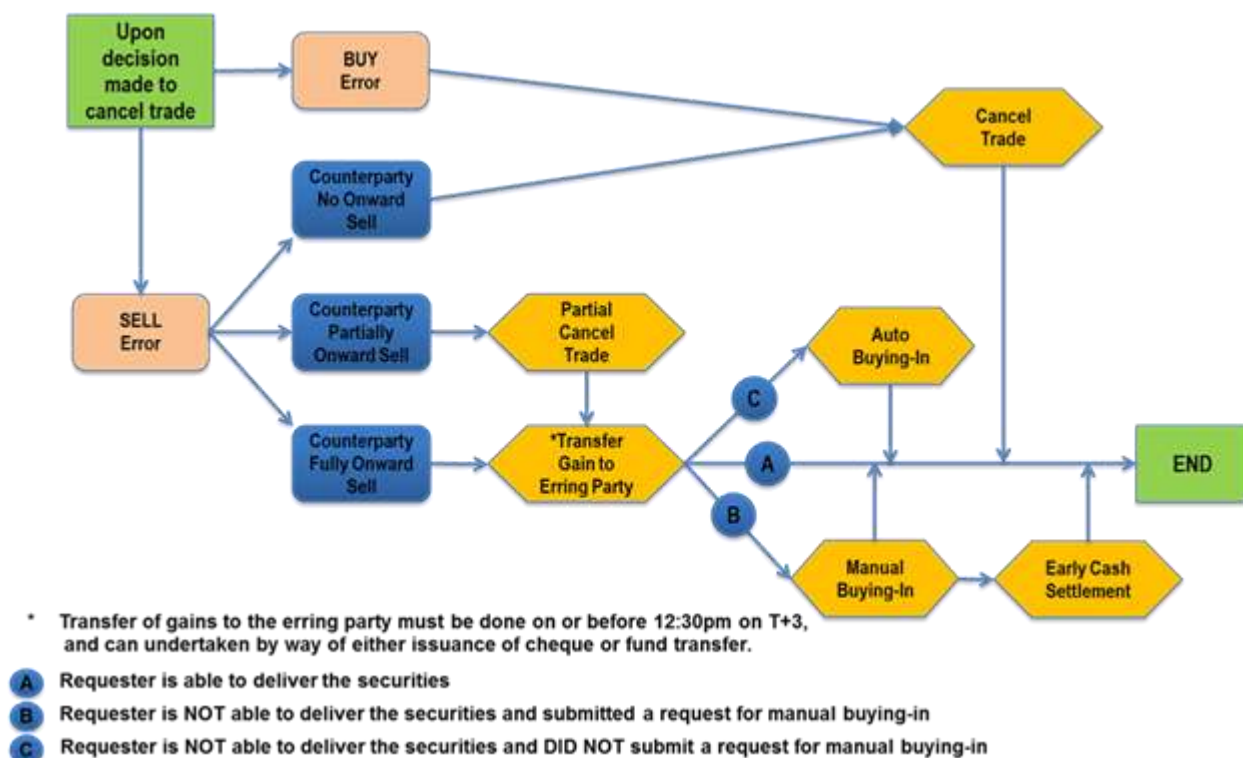 Upon
decision
made to
cancel trade
BUY
Error
Cancel
Trade
Counterparty
No Onward
Sell
SELL
Error
Counterparty
Partially
Onward Sell
Partial
Cancel
Trade
Auto
Buying-In
C
Counterparty
Fully Onward
Sell
*Transfer
Gain to
Erring Party
A
END
B
Manual
Buying-In
Early Cash
Settlement
* Transfer of gains to the erring party must be done on or before 12:30pm on T+3,
and can undertaken by way of either issuance of cheque or fund transfer.
A Requester is able to deliver the securities
B Requester is NOT able to deliver the securities and submitted a request for manual buying-in
C Requester is NOT able to deliver the securities and DID NOT submit a request for manual buying-in